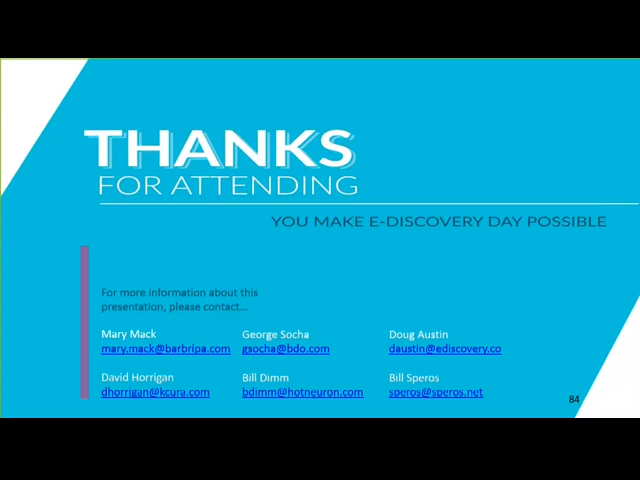 THANKS
FOR ATTENDING
YOU MAKE E-DISCOVERY DAY POSSIBLE
For more information about this
presentation, please contact...
Mary Mack
mary.mack@barbripa.com
George Socha
gsocha@bdo.com
Doug Austin
daustin@ediscovery.co
David Horrigan
dhorrigan@kcura.com
Bill Dimm
bdimm@hotneuron.com
Bill Speros
speros@speros.net
84